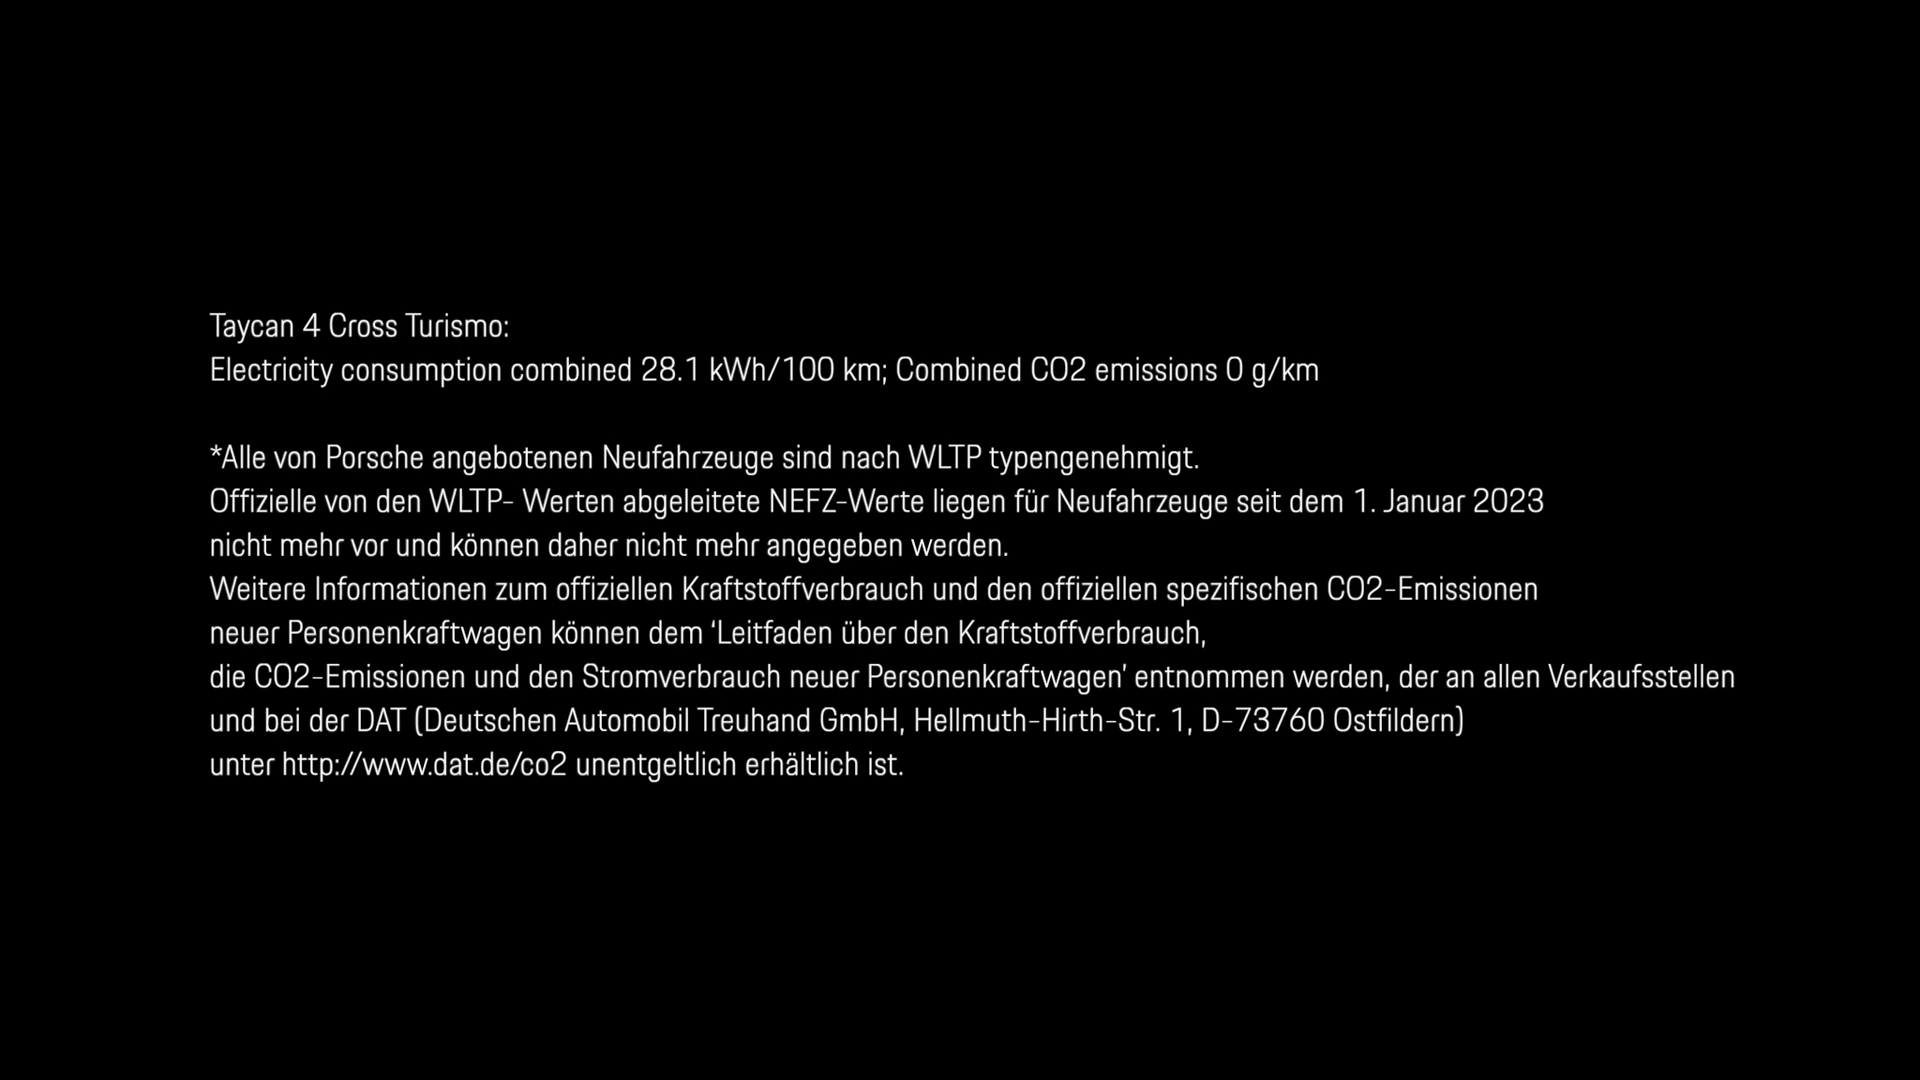 Taycan 4 Cross Turismo:
Electricity consumption combined 28.1 kWh/100 km; Combined CO2 emissions 0 g/km
*Alle von Porsche angebotenen Neufahrzeuge sind nach WLTP typengenehmigt.
Offizielle von den WLTP- Werten abgeleitete NEFZ-Werte liegen für Neufahrzeuge seit dem 1. Januar 2023
nicht mehr vor und können daher nicht mehr angegeben werden.
Weitere Informationen zum offiziellen Kraftstoffverbrauch und den offiziellen spezifischen CO2-Emissionen
neuer Personenkraftwagen können dem ‘Leitfaden über den Kraftstoffverbrauch,
die CO2-Emissionen und den Stromverbrauch neuer Personenkraftwagen’ entnommen werden, der an allen Verkaufsstellen
und bei der DAT (Deutschen Automobil Treuhand GmbH, Hellmuth-Hirth-Str. 1, D-73760 Ostfildern)
unter http://www.dat.de/co2 unentgeltlich erhältlich ist.